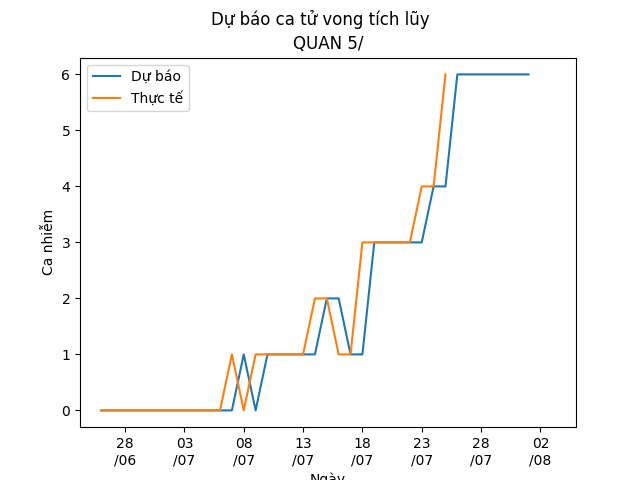 Dự báo ca tử vong tích lũy
QUAN 5/
Dự báo
Thực tế
Ca nhiễm
6
5
4
3
2
1
0
28 03 08 13 18 23 28 02
/06 /07 /07 /07 /07 /07 /07 /08
Ngày